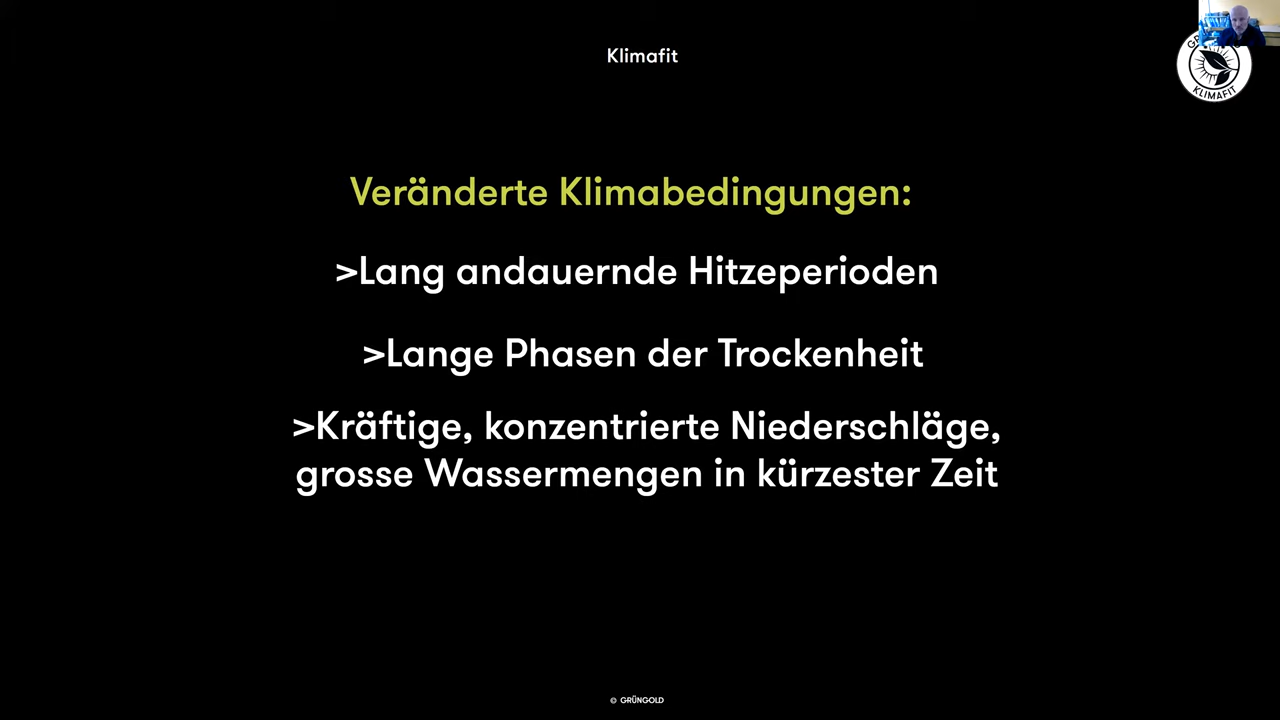 Klimafit
KLIMAFIT
Veränderte Klimabedingungen:
>Lang andauernde Hitzeperioden
>Lange Phasen der Trockenheit
>Kräftige, konzentrierte Niederschläge,
grosse Wassermengen in kürzester Zeit
© GRÜNGOLD